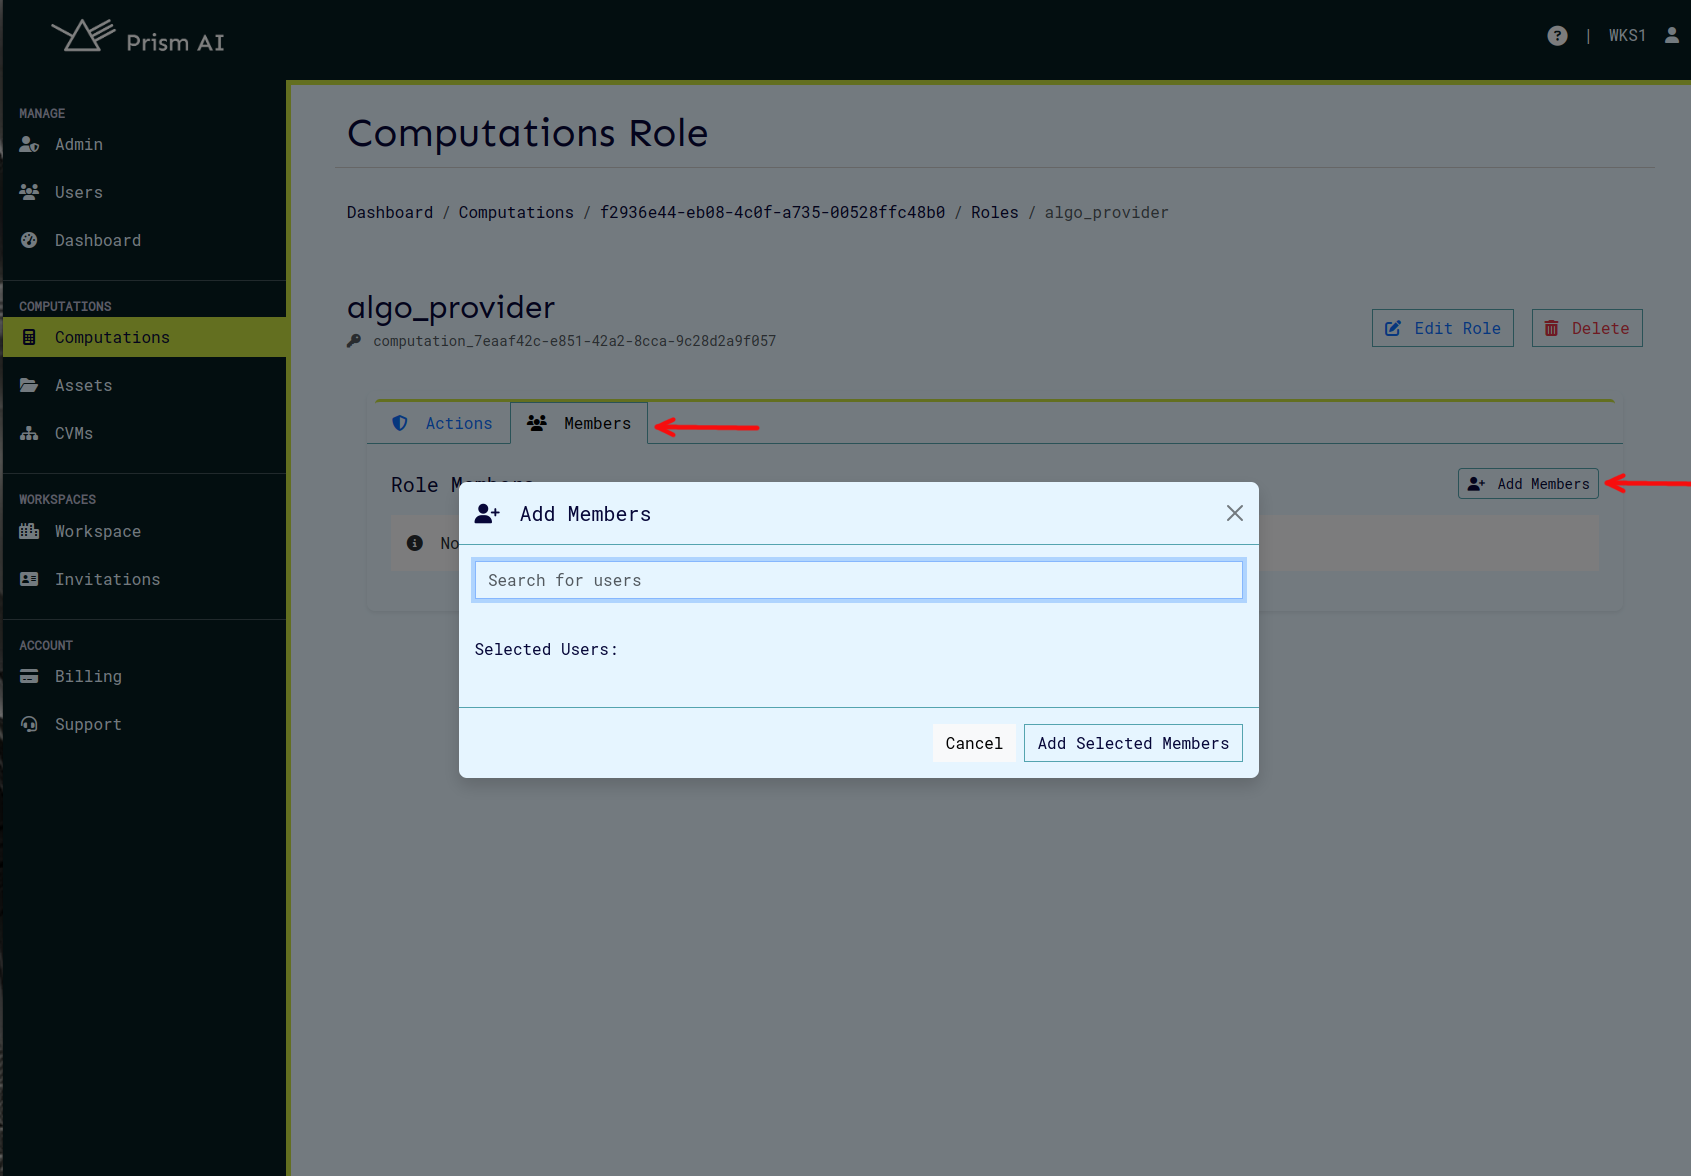 Prism AI
? | WKS1
MANAGE
Admin
Users
Dashboard
COMPUTATIONS
Computations
Assets
CVMs
WORKSPACES
Workspace
Invitations
ACCOUNT
Billing
Support
Computations Role
Dashboard / Computations / f2936e44-eb08-4c0f-a735-00528ffc48b0 / Roles / algo_provider
algo_provider
computation_7eaaf42c-e851-42a2-8cca-9c28d2a9f057
Edit Role
Delete
Actions
Members
Role Members
Add Members
No
Add Members
Search for users
Selected Users:
Cancel
Add Selected Members